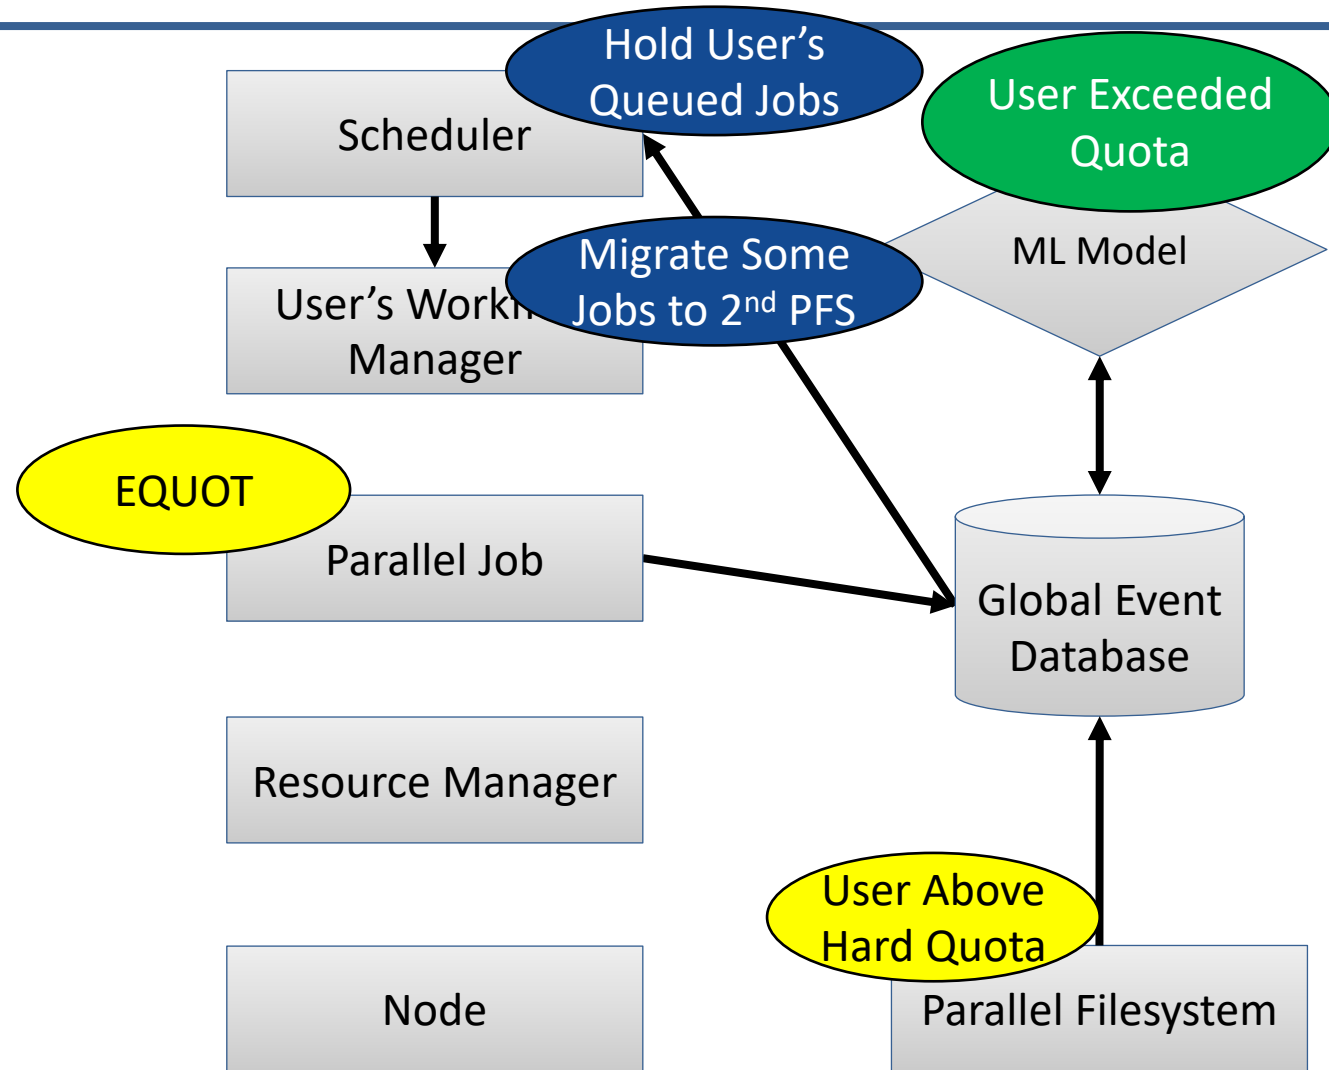 Hold User’s
Queued Jobs
User Exceeded
Quota
Scheduler
ML Model
Migrate Some
Jobs to 2nd PFS
User’s
Manager
EQUOT
Parallel Job
Global Event
Database
Resource Manager
User Above
Hard Quota
Node
Parallel Filesystem